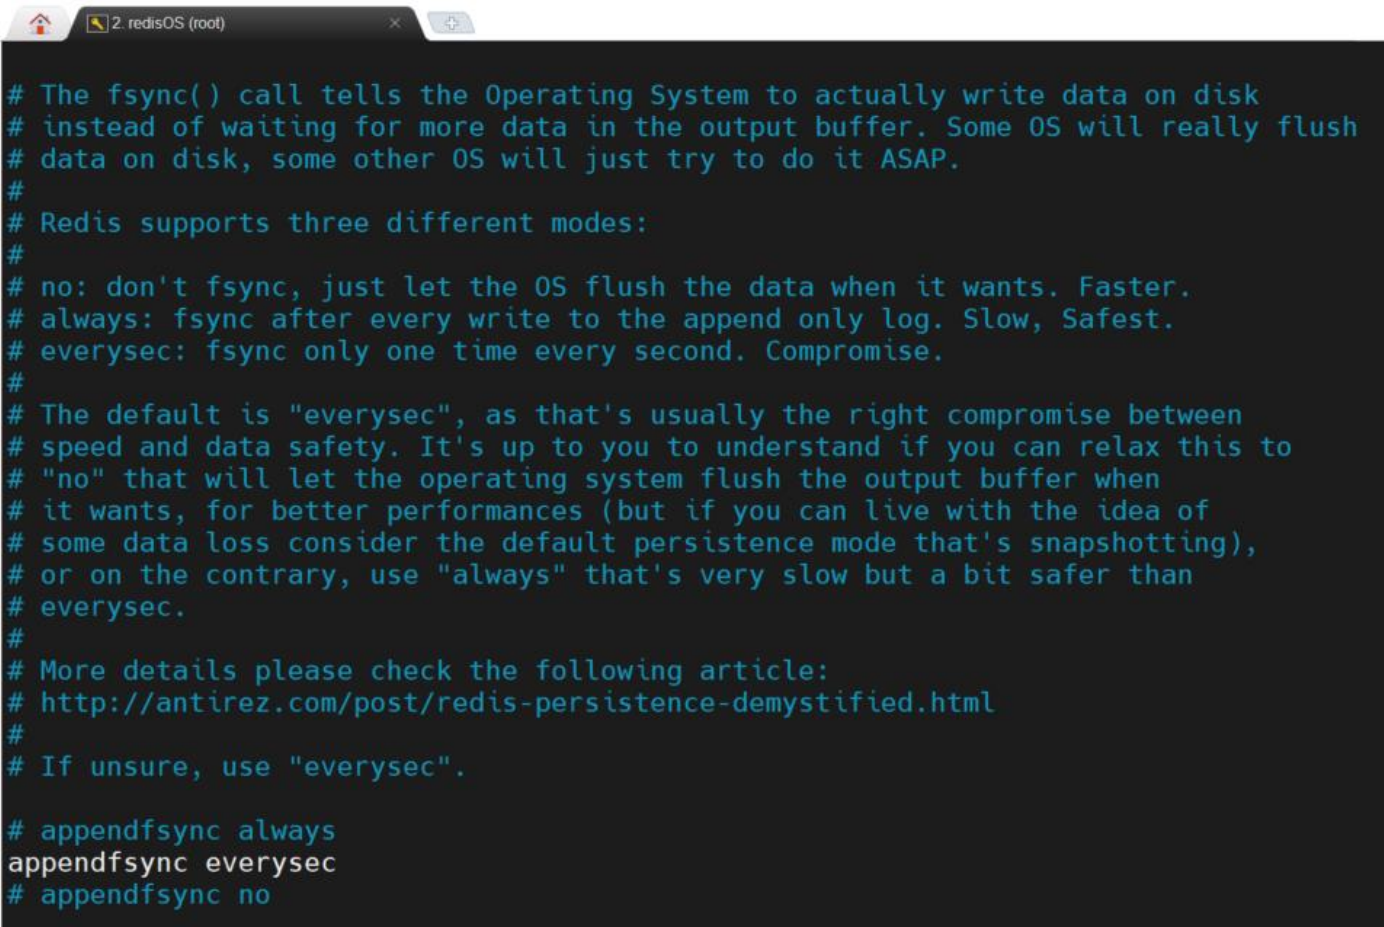 2. redisOS (root)
# The fsync() call tells the Operating System to actually write data on disk
# instead of waiting for more data in the output buffer. Some OS will really flush
# data on disk, some other OS will just try to do it ASAP.
#
# Redis supports three different modes:
#
# no: don't fsync, just let the OS flush the data when it wants. Faster.
# always: fsync after every write to the append only log. Slow, Safest.
# everysec: fsync only one time every second. Compromise.
#
# The default is "everysec", as that's usually the right compromise between
# speed and data safety. It's up to you to understand if you can relax this to
# "no" that will let the operating system flush the output buffer when
# it wants, for better performances (but if you can live with the idea of
# some data loss consider the default persistence mode that's snapshotting),
# or on the contrary, use "always" that's very slow but a bit safer than
# everysec.
#
# More details please check the following article:
# http://antirez.com/post/redis-persistence-demystified.html
#
# If unsure, use "everysec".
# appendfsync always
appendfsync everysec
# appendfsync no